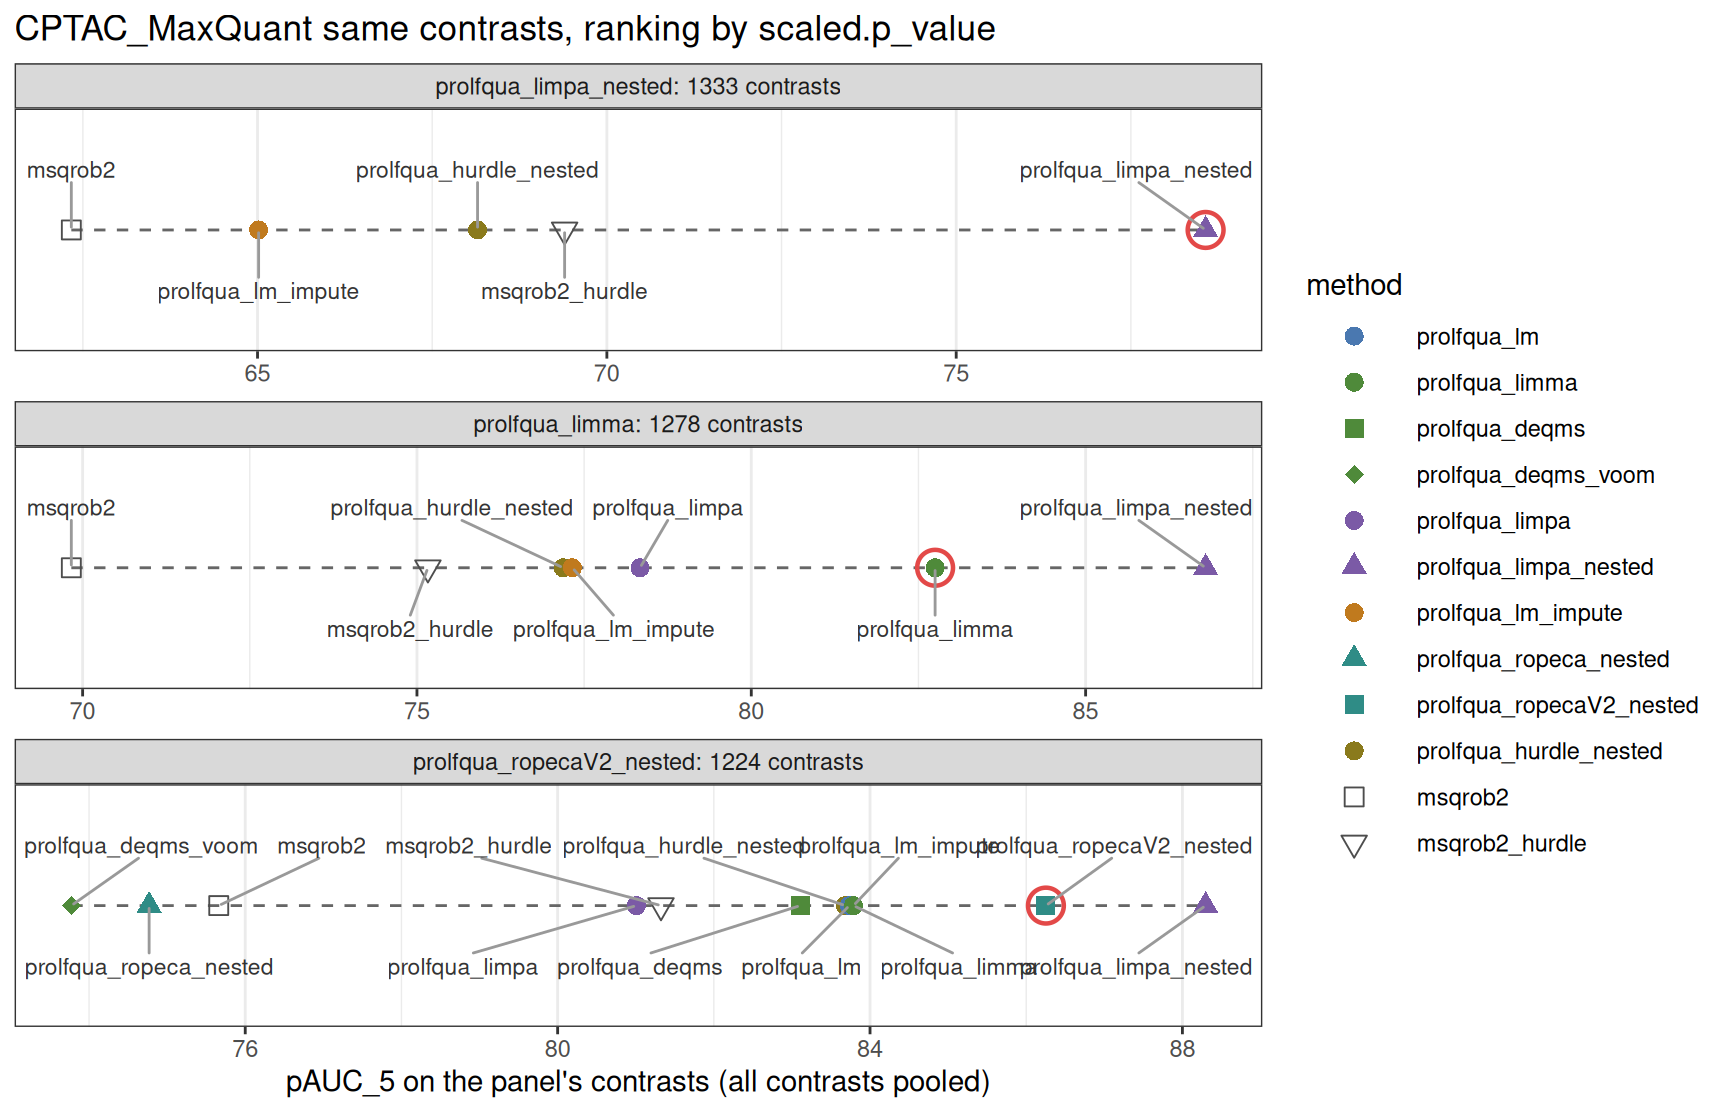 CPTAC_MaxQuant same contrasts, ranking by scaled.p_value
prolfqua_limpa_nested: 1333 contrasts
msqrob2 prolfqua_hurdle_nested prolfqua_limpa_nested
prolfqua_lm_impute msqrob2_hurdle
65 70 75
prolfqua_limma: 1278 contrasts
msqrob2 prolfqua_hurdle_nested prolfqua_limpa prolfqua_limpa_nested
msqrob2_hurdle prolfqua_lm_impute prolfqua_limma
70 75 80 85
prolfqua_ropecaV2_nested: 1224 contrasts
prolfqua_deqms_voom msqrob2 msqrob2_hurdle prolfqua_hurdle_nested prolfqua_lm_impute prolfqua_ropecaV2_nested
prolfqua_ropeca_nested prolfqua_limpa prolfqua_deqms prolfqua_lm prolfqua_limma prolfqua_limpa_nested
76 80 84 88
pAUC_5 on the panel's contrasts (all contrasts pooled)
method
prolfqua_lm
prolfqua_limma
prolfqua_deqms
prolfqua_deqms_voom
prolfqua_limpa
prolfqua_limpa_nested
prolfqua_lm_impute
prolfqua_ropeca_nested
prolfqua_ropecaV2_nested
prolfqua_hurdle_nested
msqrob2
msqrob2_hurdle